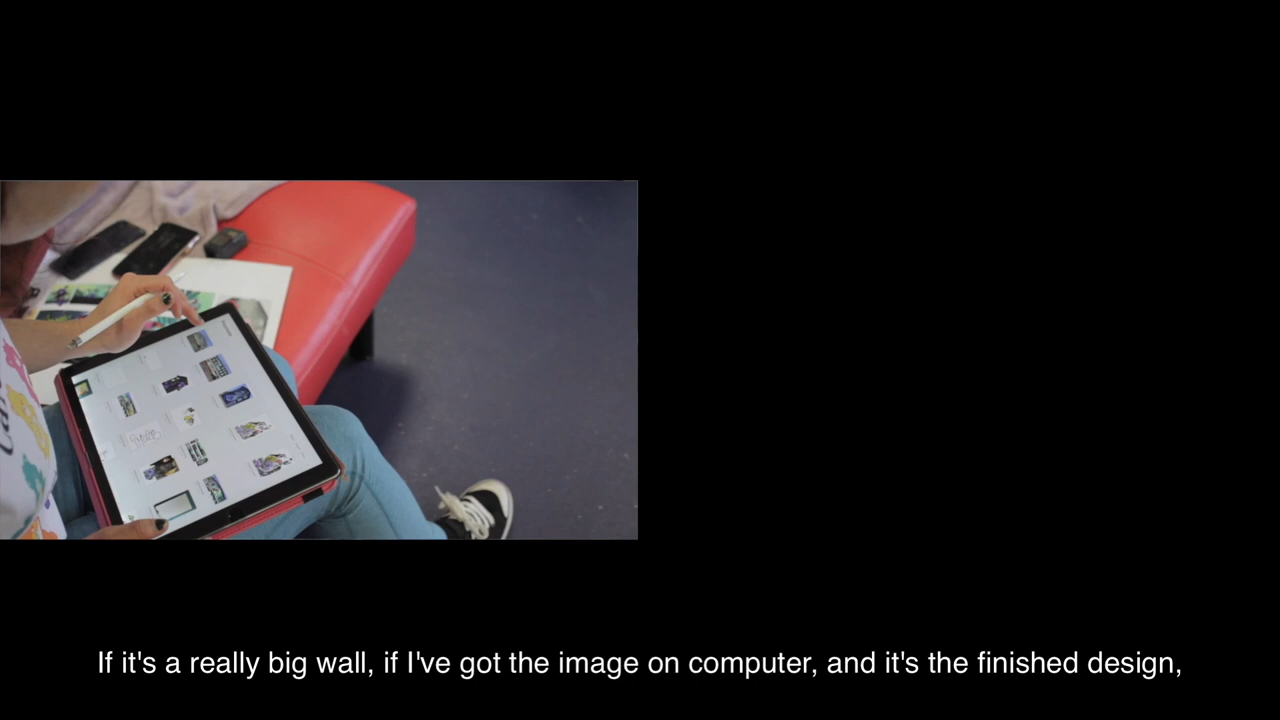 If it's a really big wall, if I've got the image on computer, and it's the finished design,